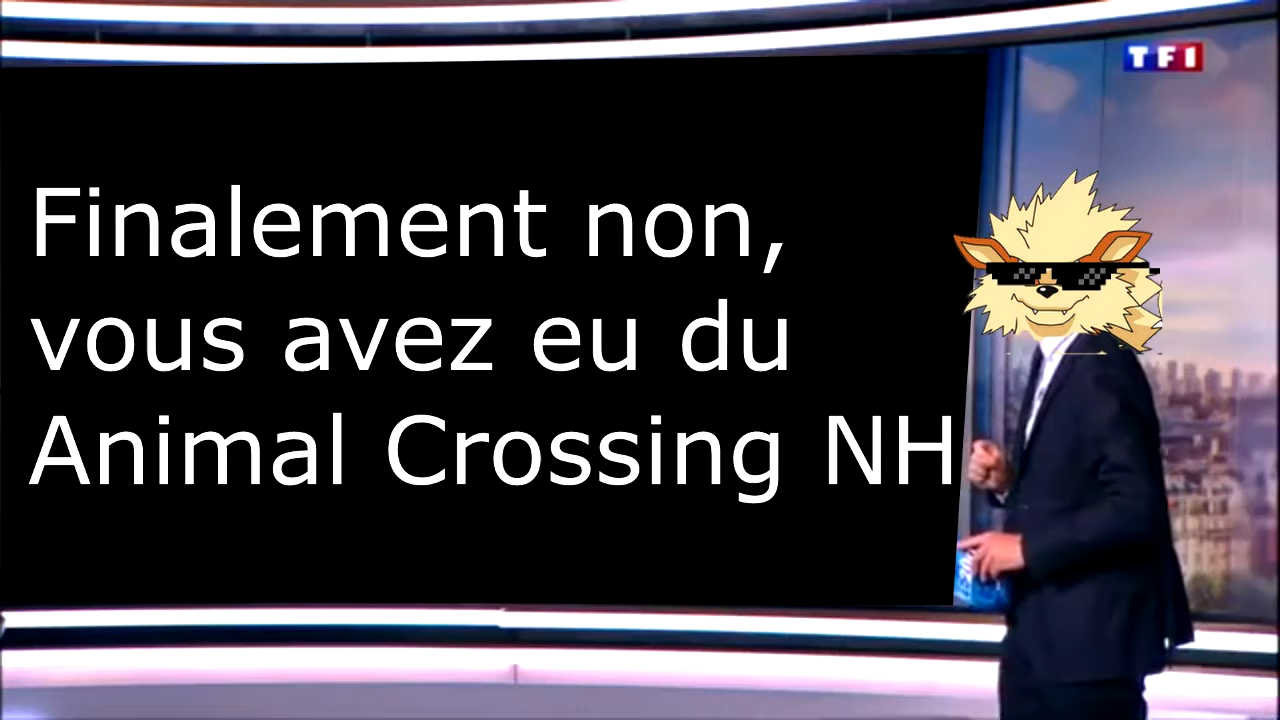 TF1
Finalement non,
vous avez eu du
Animal Crossing NH